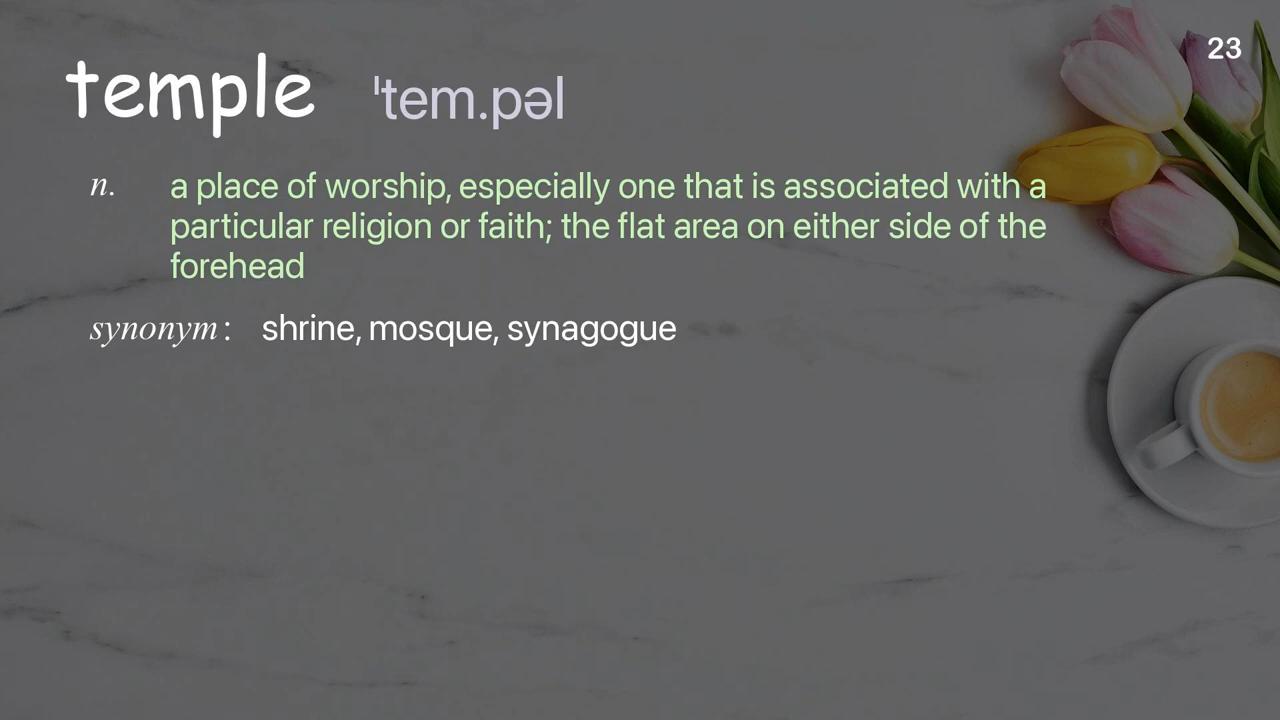 23
temple ˈtem.pəl
n. a place of worship, especially one that is associated with a
particular religion or faith; the flat area on either side of the
forehead
synonym: shrine, mosque, synagogue